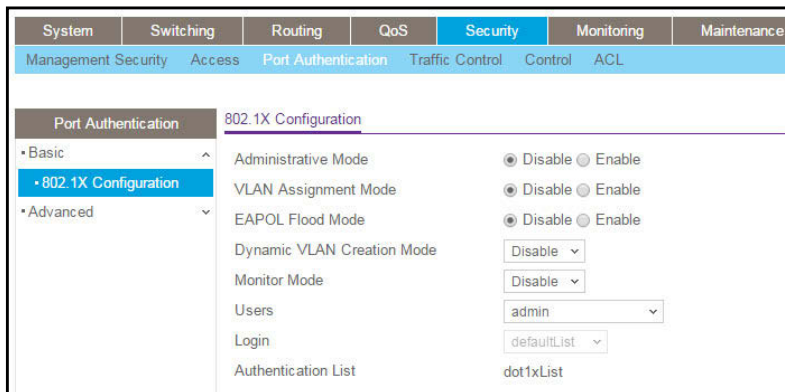 System Switching Routing QoS Security Monitoring Maintenance
Management Security Access Port Authentication Traffic Control Control ACL
Port Authentication
Basic
802.1X Configuration
Advanced
802.1X Configuration
Administrative Mode Disable Enable
VLAN Assignment Mode Disable Enable
EAPOL Flood Mode Disable Enable
Dynamic VLAN Creation Mode Disable
Monitor Mode Disable
Users admin
Login defaultList
Authentication List dot1xList